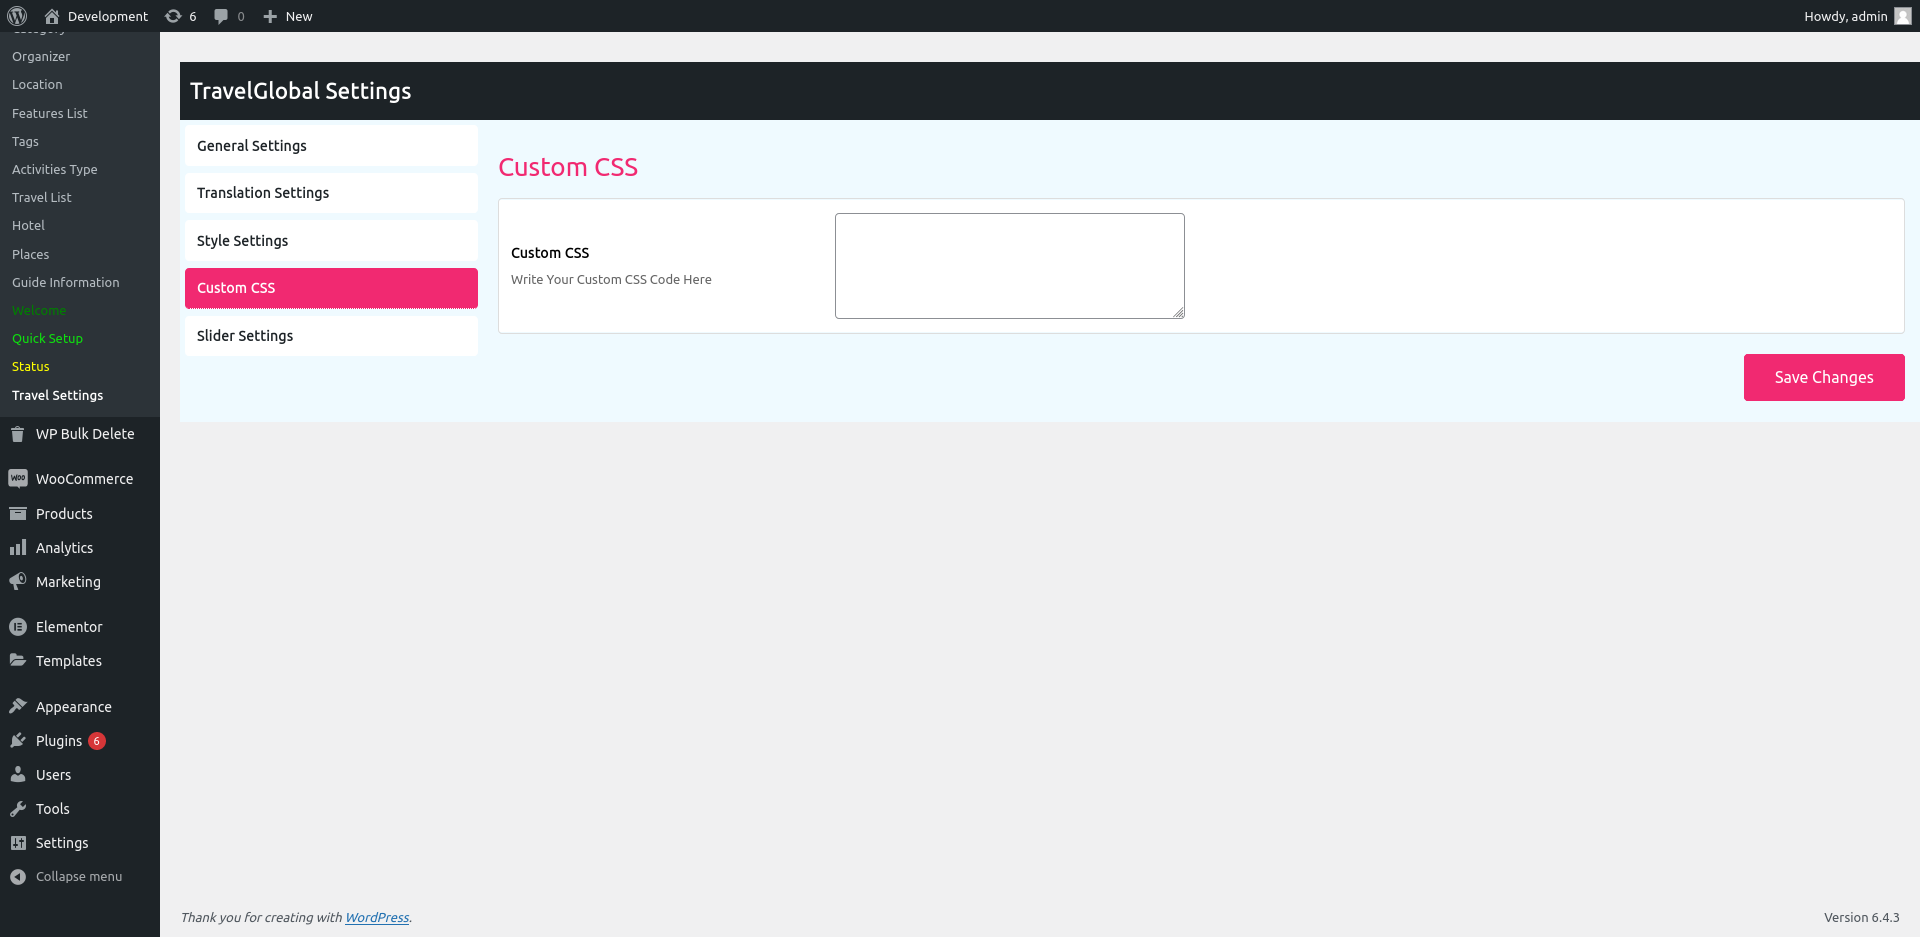 Development 6 0 New Howdy, admin
Category
Organizer
Location
Features List
Tags
Activities Type
Travel List
Hotel
Places
Guide Information
Welcome
Quick Setup
Status
Travel Settings
WP Bulk Delete
WooCommerce
Products
Analytics
Marketing
Elementor
Templates
Appearance
Plugins 6
Users
Tools
Settings
Collapse menu
TravelGlobal Settings
General Settings
Translation Settings
Style Settings
Custom CSS
Slider Settings
Custom CSS
Custom CSS
Write Your Custom CSS Code Here
Save Changes
Thank you for creating with WordPress.
Version 6.4.3